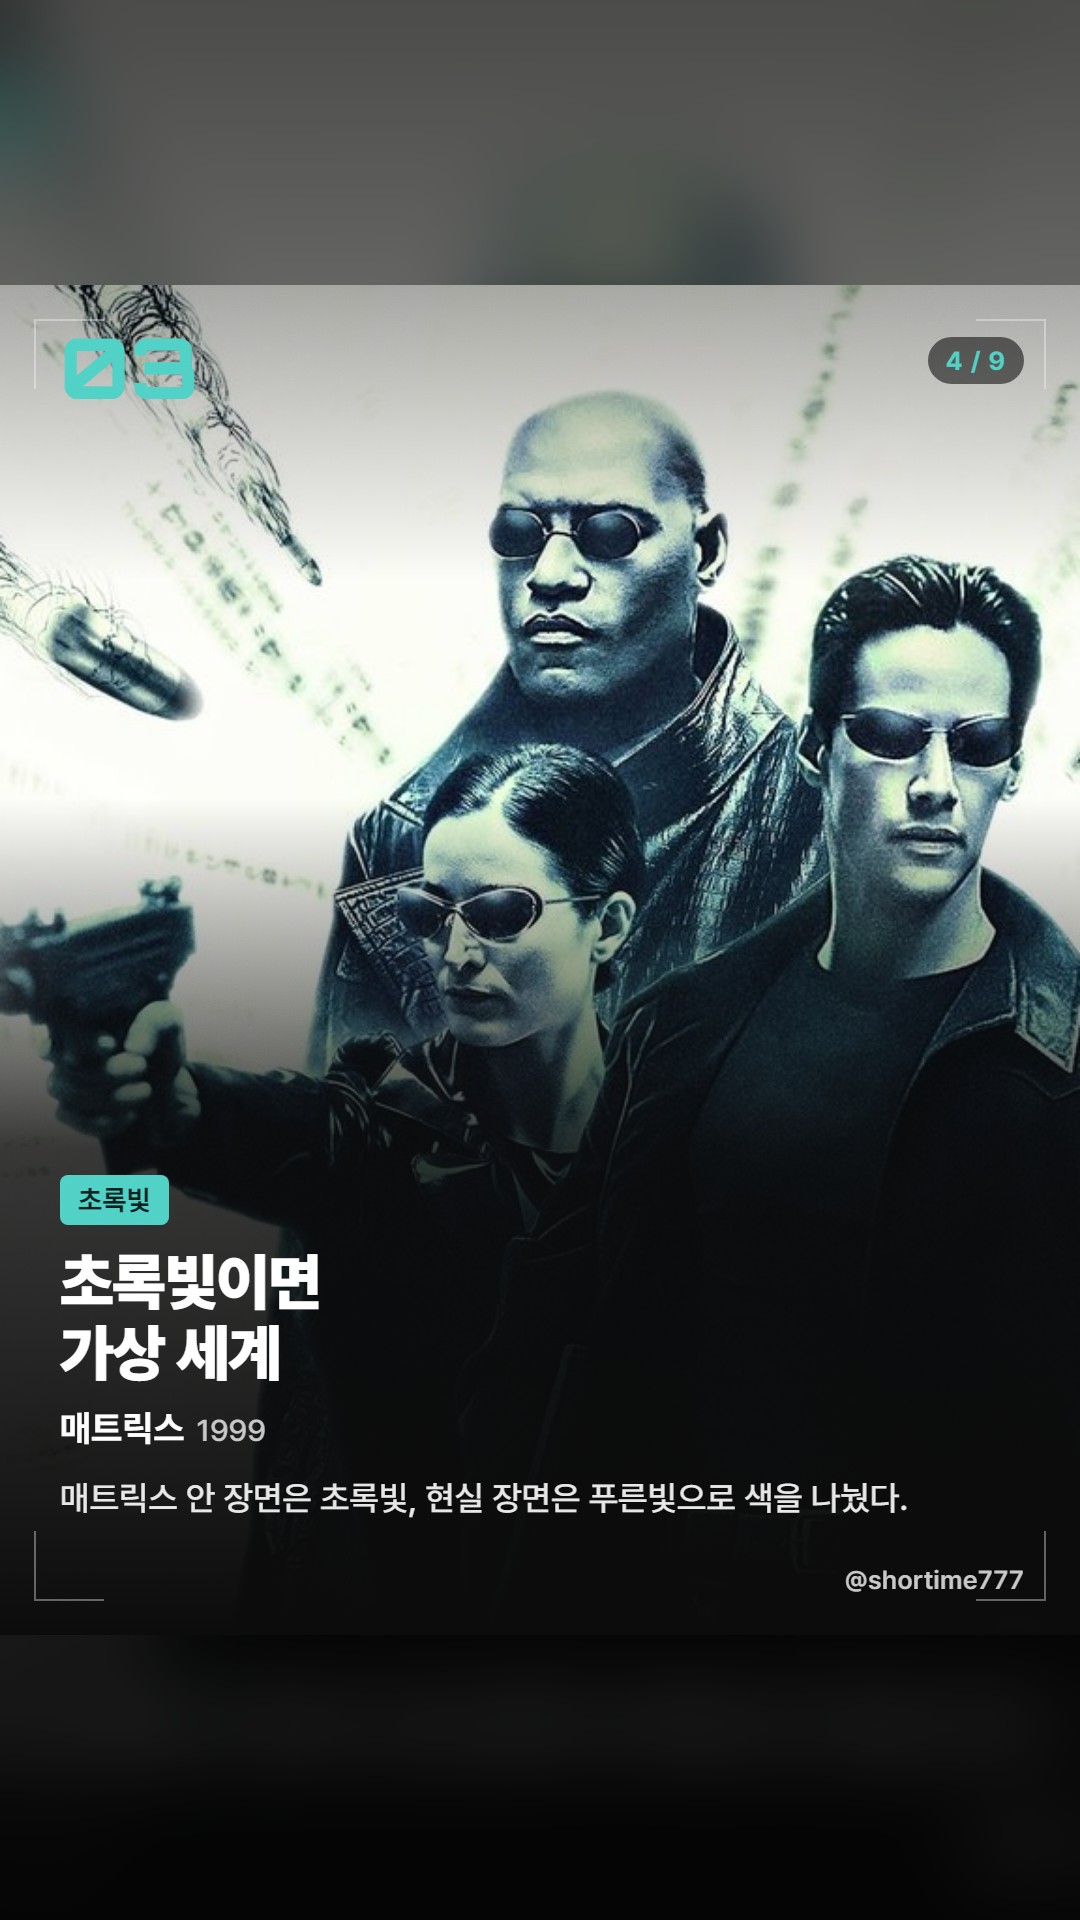 03
4 / 9
초록빛
초록빛이면
가상 세계
매트릭스 1999
매트릭스 안 장면은 초록빛, 현실 장면은 푸른빛으로 색을 나눴다.
@shortime777